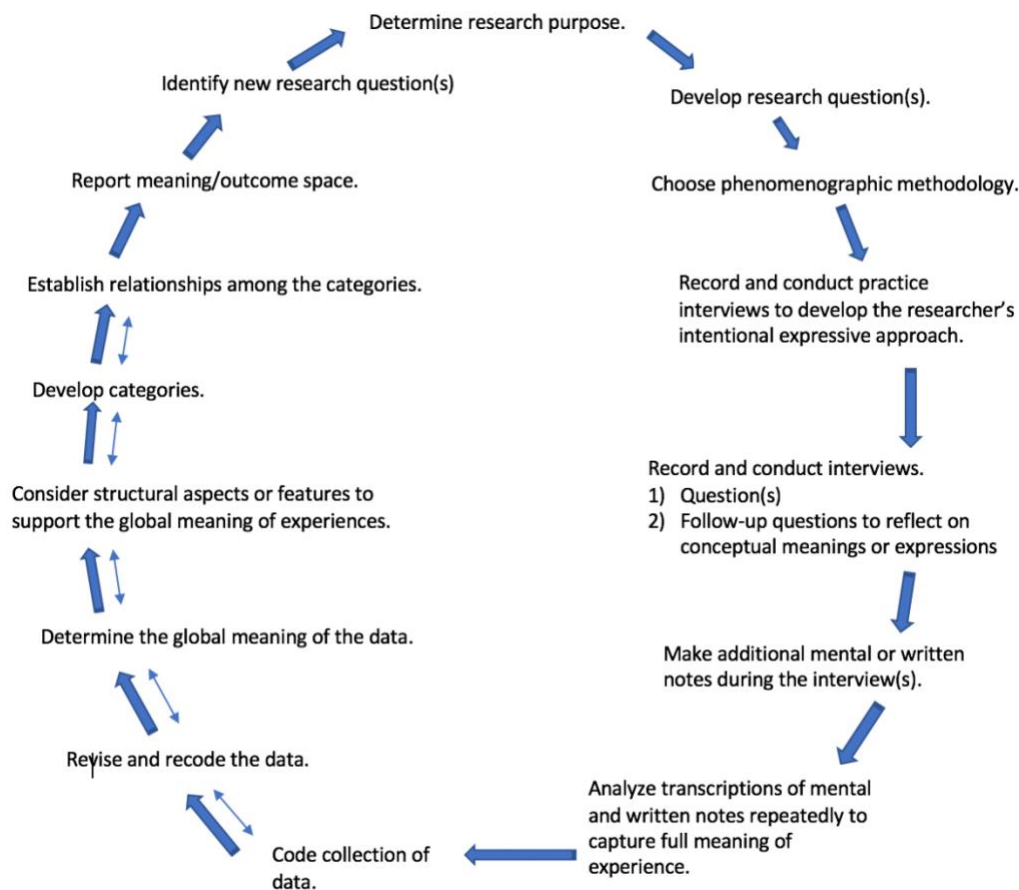 Determine research purpose.
Develop research question(s).
Choose phenomenographic methodology.
Record and conduct practice
interviews to develop the researcher's
intentional expressive approach.
Record and conduct interviews.
1) Question(s)
2) Follow-up questions to reflect on
conceptual meanings or expressions
Make additional mental or written
notes during the interview(s).
Analyze transcriptions of mental
and written notes repeatedly to
capture full meaning of
experience.
Code collection of
data.
Revise and recode the data.
Determine the global meaning of the data.
Consider structural aspects or features to
support the global meaning of experiences.
Develop categories.
Establish relationships among the categories.
Report meaning/outcome space.
Identify new research question(s)